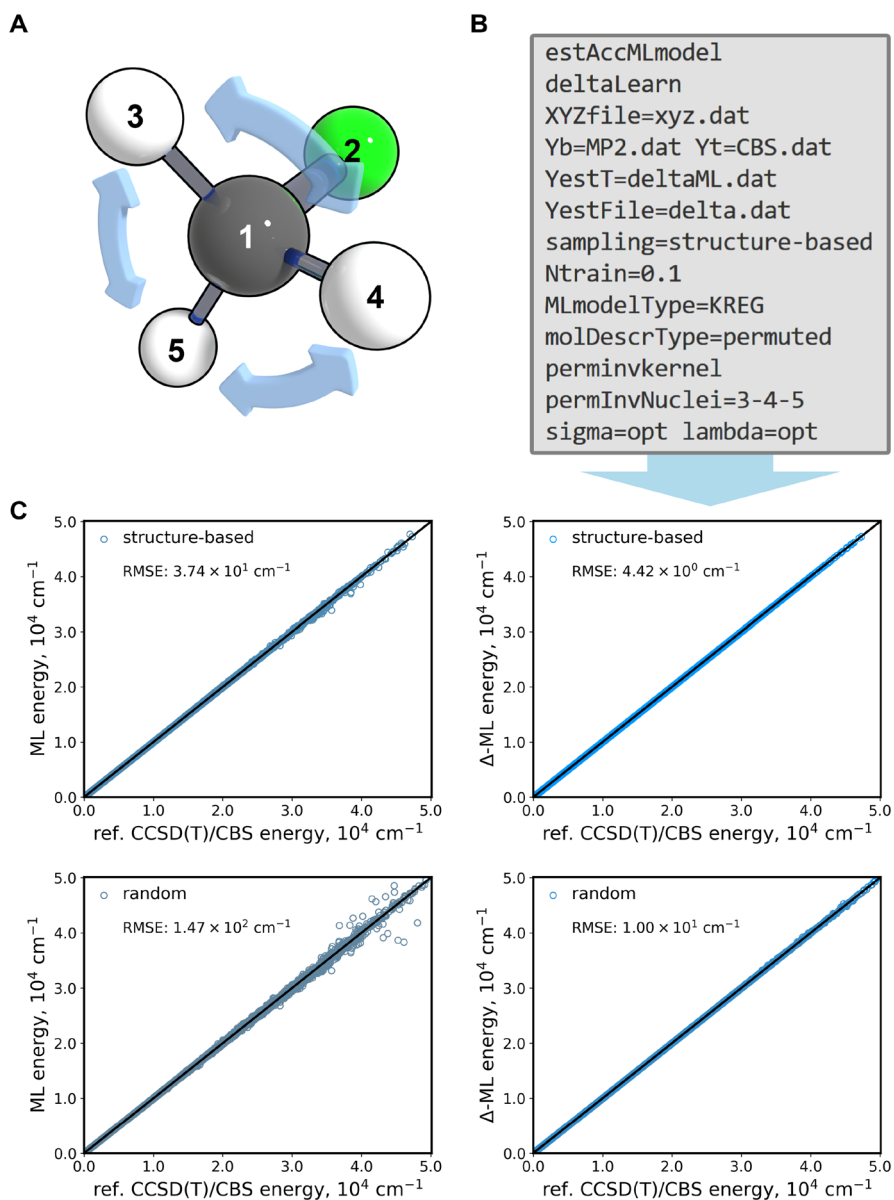 A
3
2
1
4
5
B
estAccMLmodel
deltaLearn
XYZfile=xyz.dat
Yb=MP2.dat Yt=CBS.dat
YestT=deltaML.dat
YestFile=delta.dat
sampling=structure-based
Ntrain=0.1
MLmodelType=KREG
molDescrType=permuted
perminvkernel
permInvNuclei=3-4-5
sigma=opt lambda=opt
C
structure-based
RMSE: 3.74 × 10¹ cm⁻¹
ML energy, 10⁴ cm⁻¹
5.0
4.0
3.0
2.0
1.0
0.0
0.0 1.0 2.0 3.0 4.0 5.0
ref. CCSD(T)/CBS energy, 10⁴ cm⁻¹
structure-based
RMSE: 4.42 × 10⁰ cm⁻¹
Δ-ML energy, 10⁴ cm⁻¹
5.0
4.0
3.0
2.0
1.0
0.0
0.0 1.0 2.0 3.0 4.0 5.0
ref. CCSD(T)/CBS energy, 10⁴ cm⁻¹
random
RMSE: 1.47 × 10² cm⁻¹
ML energy, 10⁴ cm⁻¹
5.0
4.0
3.0
2.0
1.0
0.0
0.0 1.0 2.0 3.0 4.0 5.0
ref. CCSD(T)/CBS energy, 10⁴ cm⁻¹
random
RMSE: 1.00 × 10¹ cm⁻¹
Δ-ML energy, 10⁴ cm⁻¹
5.0
4.0
3.0
2.0
1.0
0.0
0.0 1.0 2.0 3.0 4.0 5.0
ref. CCSD(T)/CBS energy, 10⁴ cm⁻¹